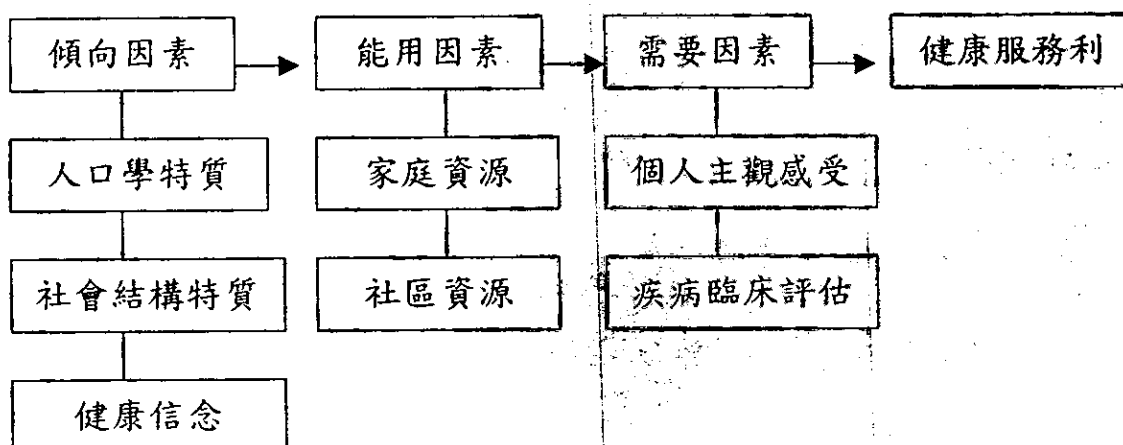 傾向因素 能用因素 需要因素 健康服務利
人口學特質 家庭資源 個人主觀感受
社會結構特質 社區資源 疾病臨床評估
健康信念